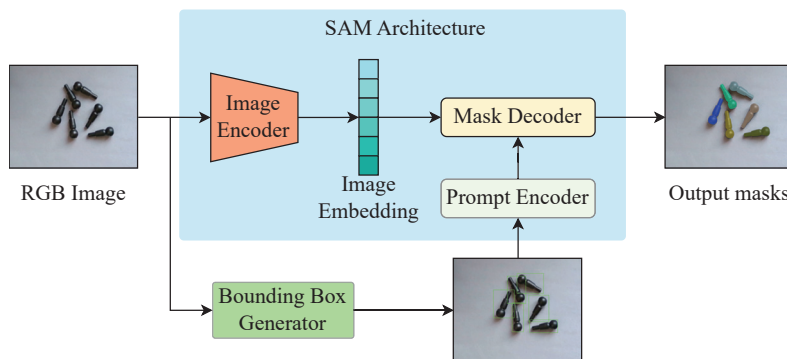 SAM Architecture
Image
Encoder
Mask Decoder
RGB Image
Image
Embedding
Prompt Encoder
Output masks
Bounding Box
Generator